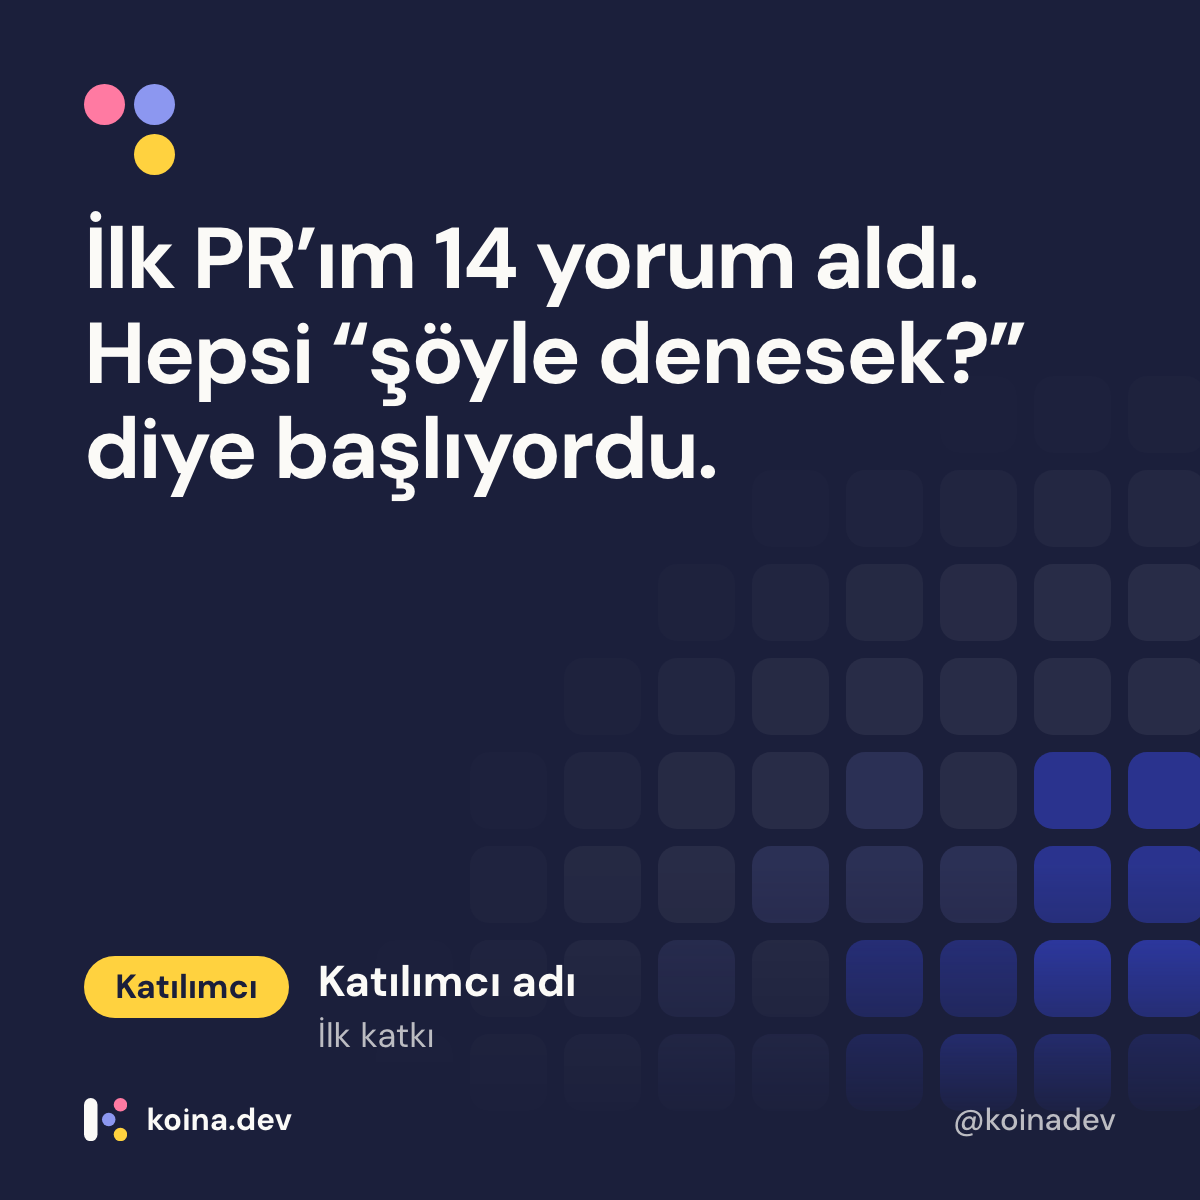 İlk PR’ım 14 yorum aldı.
Hepsi “şöyle denesek?”
diye başlıyordu.
Katılımcı
Katılımcı adı
İlk katkı
koina.dev
@koinadev